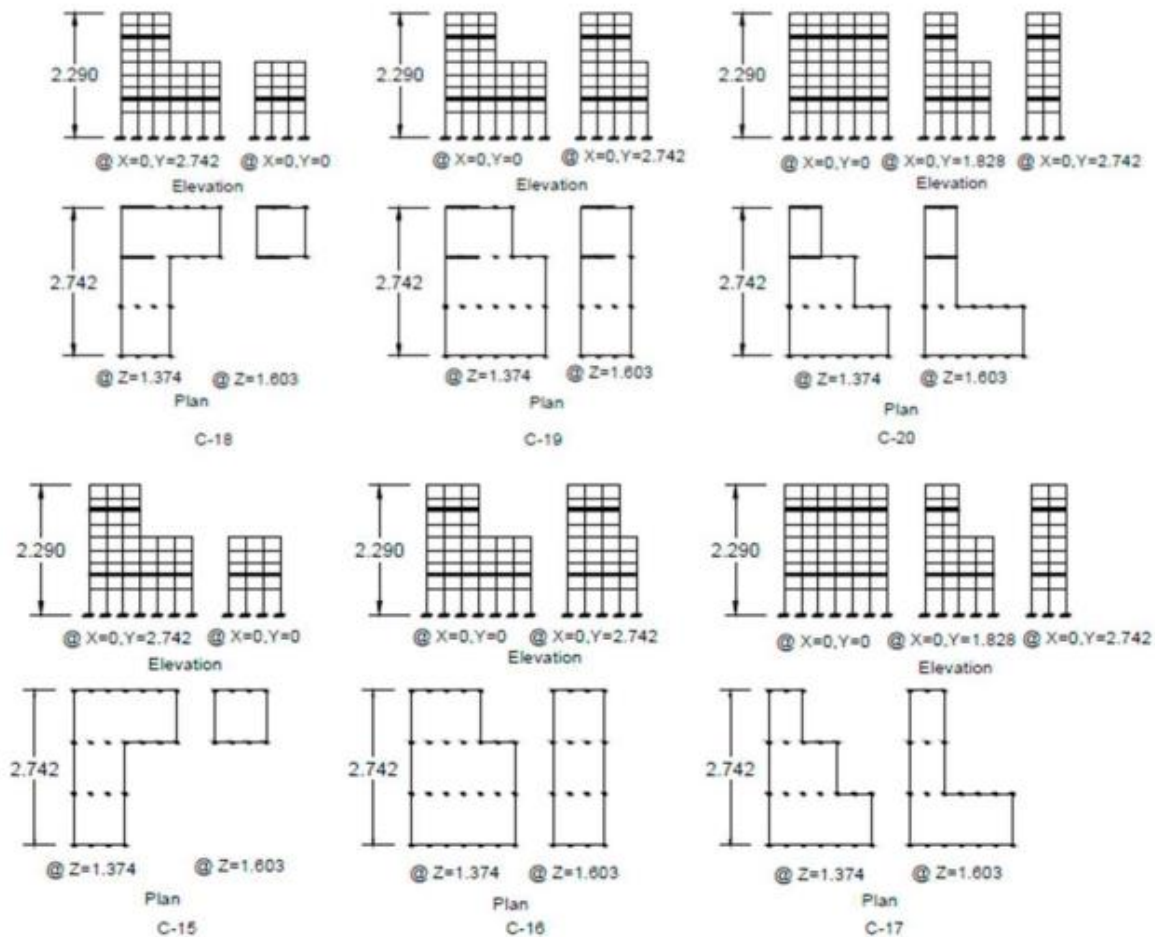 2.290 2.290 2.290
@ X=0,Y=2.742 @ X=0,Y=0 @ X=0,Y=0 @ X=0,Y=2.742 @ X=0,Y=0 @ X=0,Y=1.828 @ X=0,Y=2.742
Elevation Elevation Elevation
2.742 2.742 2.742
@ Z=1.374 @ Z=1.603 @ Z=1.374 @ Z=1.603 @ Z=1.374 @ Z=1.603
Plan Plan Plan
C-18 C-19 C-20
2.290 2.290 2.290
@ X=0,Y=2.742 @ X=0,Y=0 @ X=0,Y=0 @ X=0,Y=2.742 @ X=0,Y=0 @ X=0,Y=1.828 @ X=0,Y=2.742
Elevation Elevation Elevation
2.742 2.742 2.742
@ Z=1.374 @ Z=1.603 @ Z=1.374 @ Z=1.603 @ Z=1.374 @ Z=1.603
Plan Plan Plan
C-15 C-16 C-17